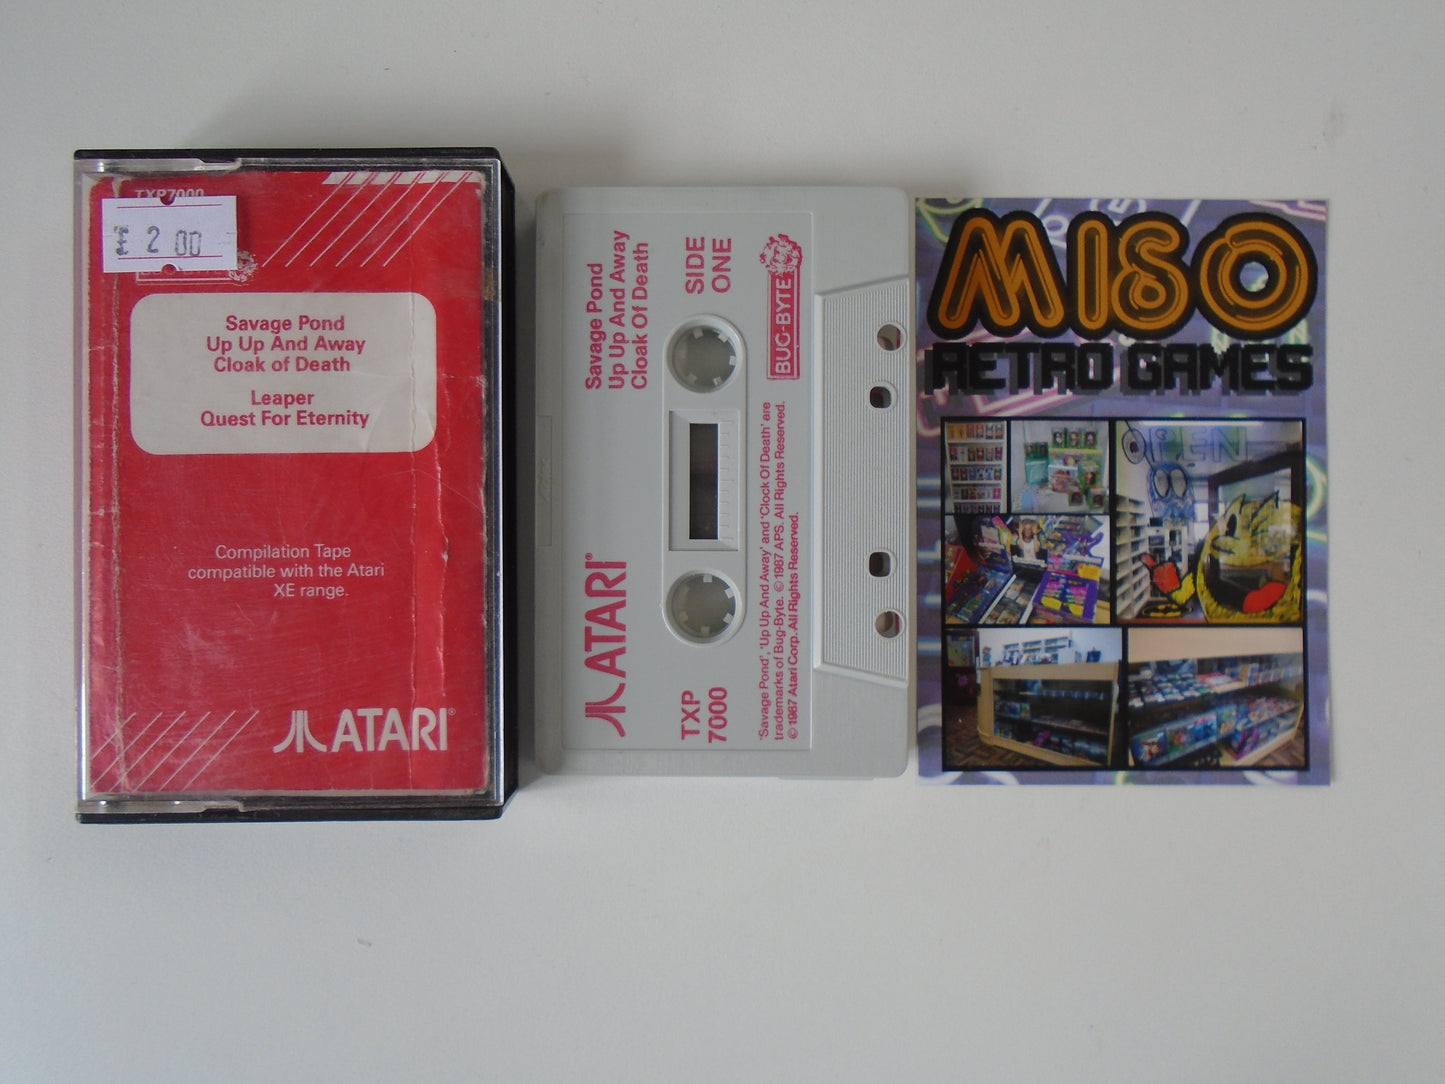 TXP7000
£ 2 00
Savage Pond
Up Up And Away
Cloak of Death
Leaper
Quest For Eternity
Compilation Tape
compatible with the Atari
XE range.
ATARI®
Savage Pond
Up Up And Away
Cloak Of Death
SIDE
ONE
BUG-BYTE
ATARI®
TXP
7000
'Savage Pond', 'Up Up And Away' and 'Clock Of Death' are
trademarks of Bug-Byte. © 1987 APS. All Rights Reserved.
© 1987 Atari Corp. All Rights Reserved.
MISO
RETRO GAMES
OPEN